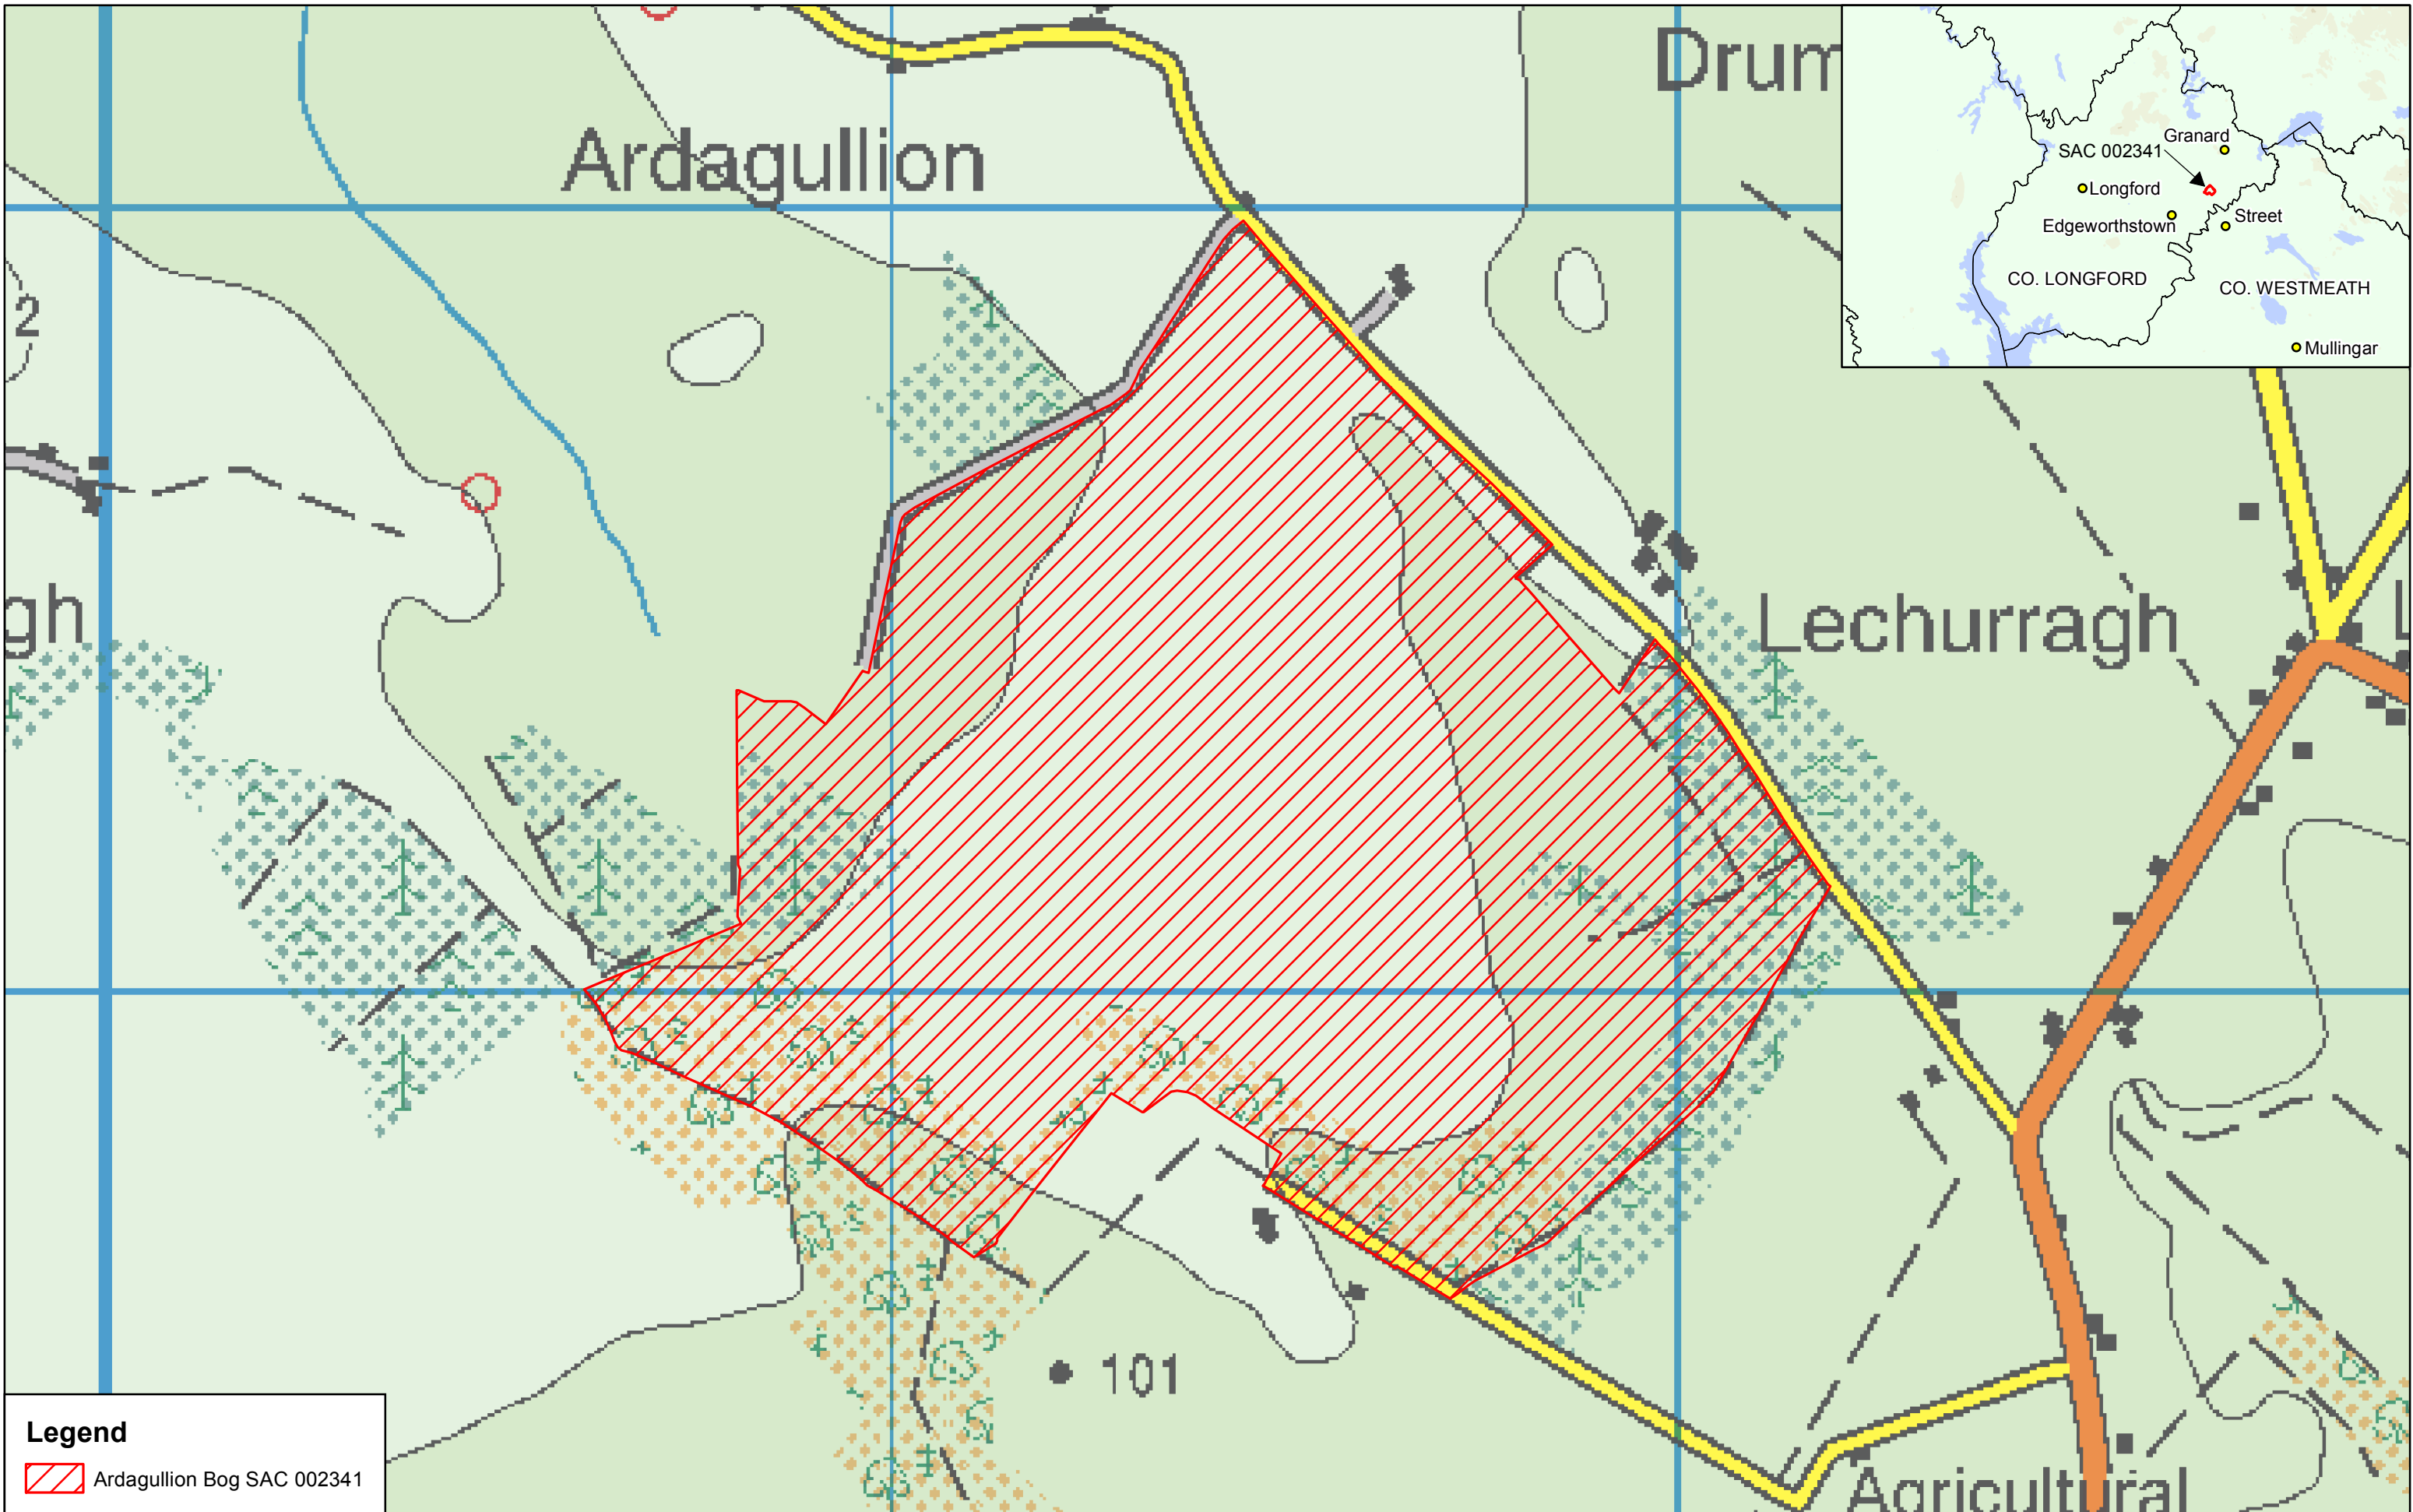 Drum
Ardagullion
Granard
SAC 002341
Longford
Edgeworthstown
Street
CO. LONGFORD
CO. WESTMEATH
Mullingar
2
gh
Lechurragh
L
101
Legend
Ardagullion Bog SAC 002341
Agricultural